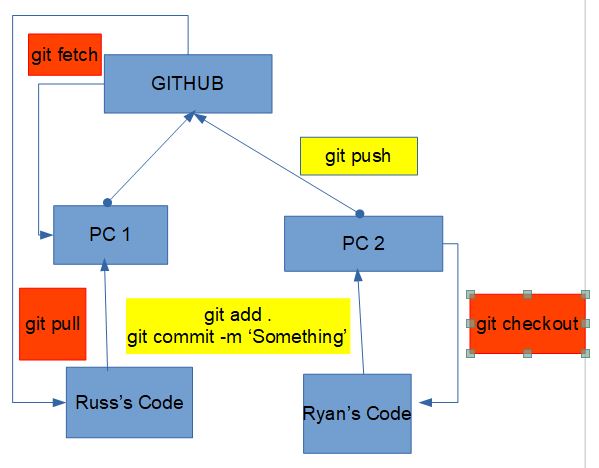 git fetch
GITHUB
git push
PC 1
PC 2
git pull
git add .
git commit -m ‘Something’
git checkout
Russ’s Code
Ryan’s Code